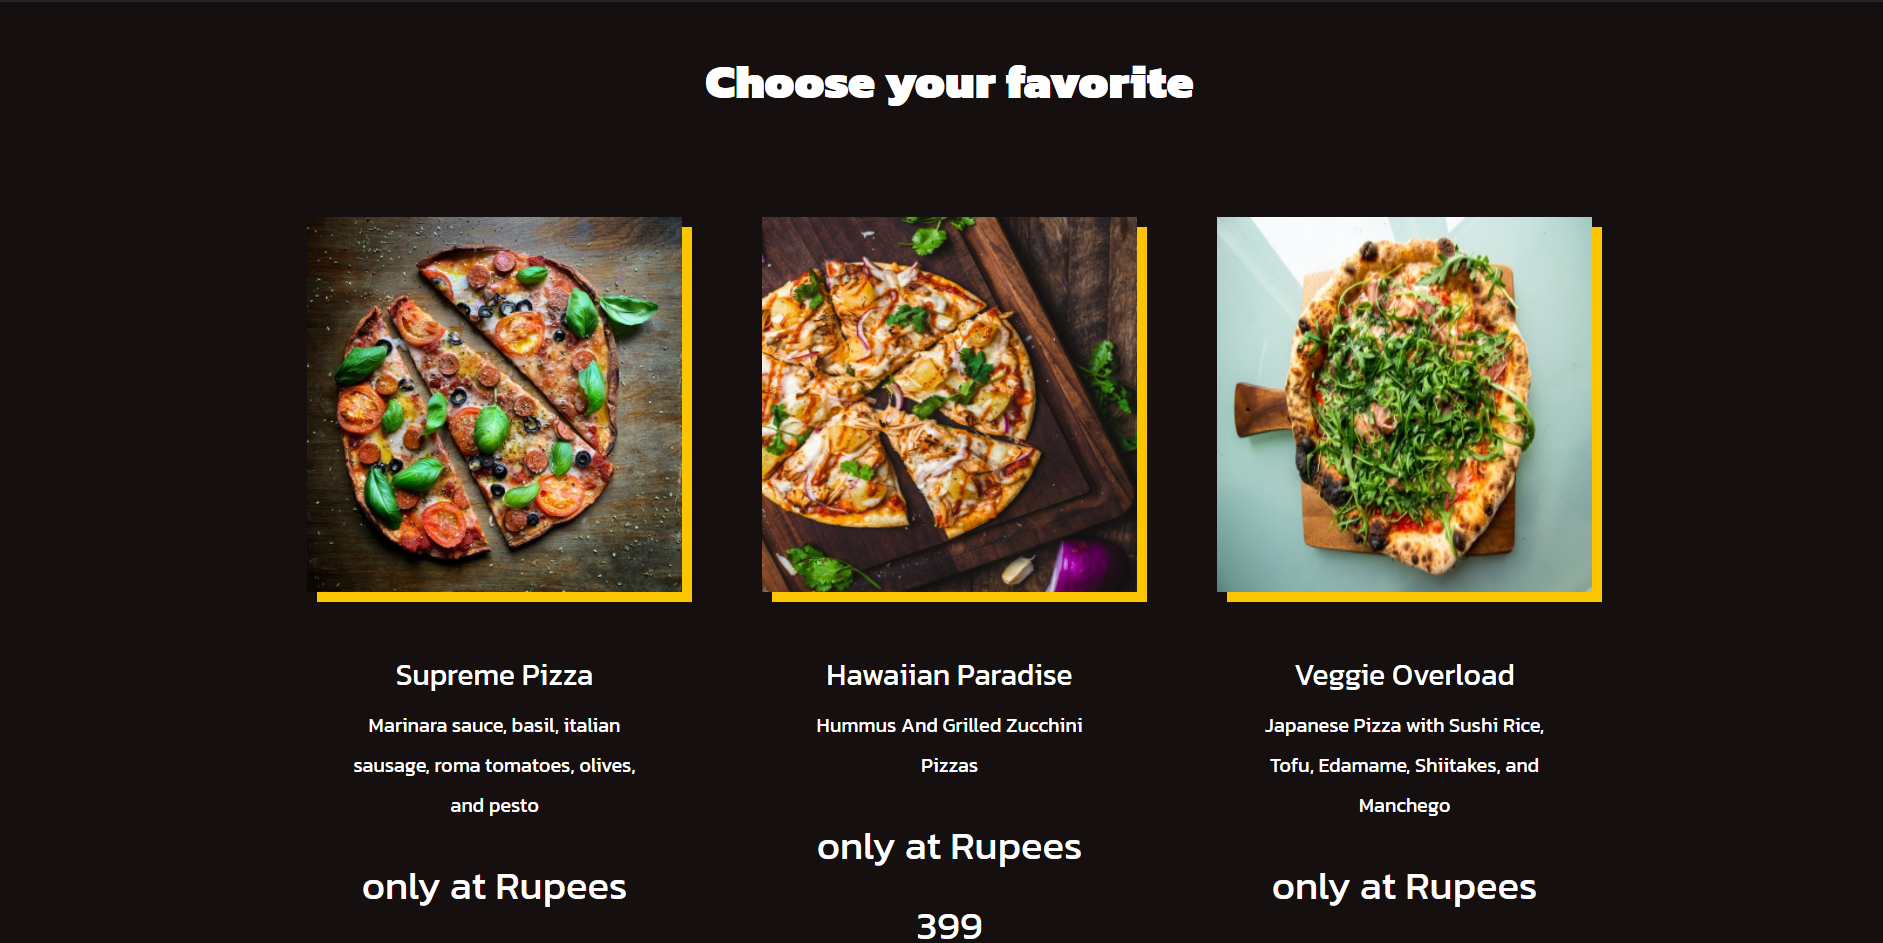 Choose your favorite
Supreme Pizza
Marinara sauce, basil, italian
sausage, roma tomatoes, olives,
and pesto
only at Rupees
Hawaiian Paradise
Hummus And Grilled Zucchini
Pizzas
only at Rupees
399
Veggie Overload
Japanese Pizza with Sushi Rice,
Tofu, Edamame, Shiitakes, and
Manchego
only at Rupees